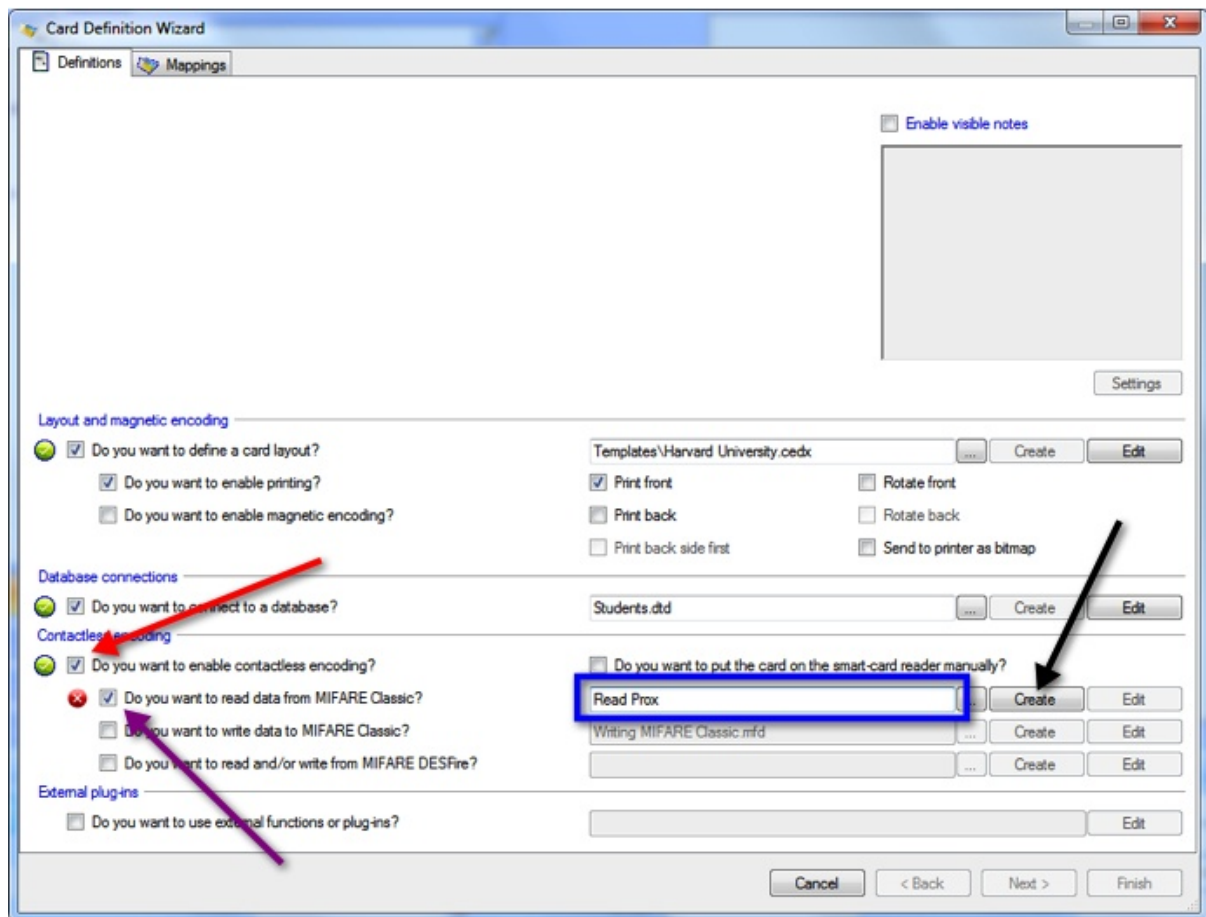 Card Definition Wizard
Definitions Mappings
Enable visible notes
Settings
Layout and magnetic encoding
Do you want to define a card layout? Templates\Harvard University.cedx ... Create Edit
Do you want to enable printing? Print front Rotate front
Do you want to enable magnetic encoding? Print back Rotate back
Print back side first Send to printer as bitmap
Database connections
Do you want to connect to a database? Students.dtd ... Create Edit
Contactless encoding
Do you want to enable contactless encoding? Do you want to put the card on the smart-card reader manually?
Do you want to read data from MIFARE Classic? Read Prox ... Create Edit
Do you want to write data to MIFARE Classic? Writing MIFARE Classic.mfd ... Create Edit
Do you want to read and/or write from MIFARE DESFire? ... Create Edit
External plug-ins
Do you want to use external functions or plug-ins? Edit
Cancel < Back Next > Finish